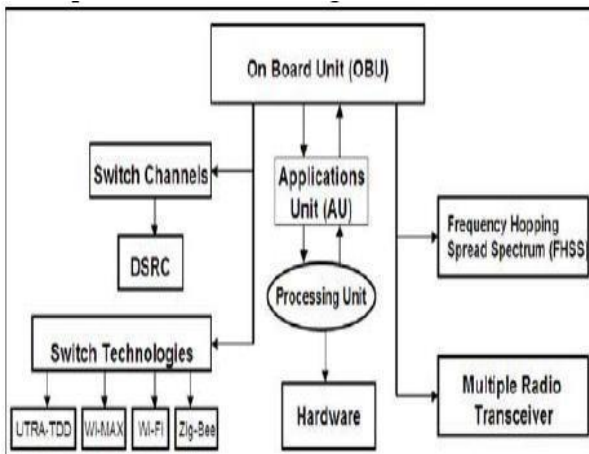 On Board Unit (OBU)
Switch Channels
Applications
Unit (AU)
Frequency Hopping
Spread Spectrum (FHSS)
DSRC
Processing Unit
Switch Technologies
Multiple Radio
Transceiver
Hardware
UTRA-TDD
WI-MAX
WI-FI
Zig-Bee